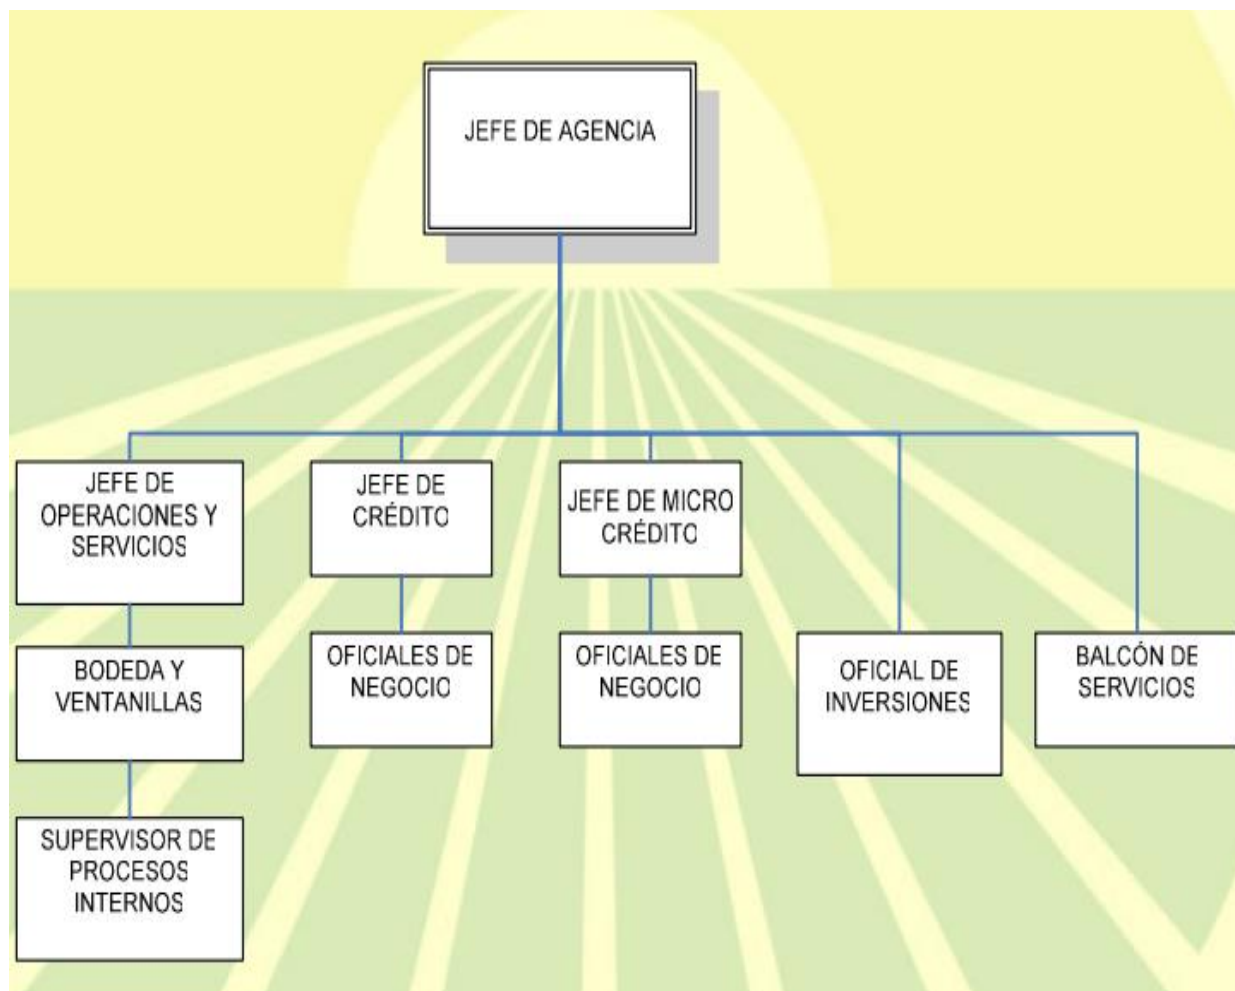 JEFE DE AGENCIA
JEFE DE
OPERACIONES Y
SERVICIOS
JEFE DE
CRÉDITO
JEFE DE MICRO
CRÉDITO
BODEDA Y
VENTANILLAS
OFICIALES DE
NEGOCIO
OFICIALES DE
NEGOCIO
OFICIAL DE
INVERSIONES
BALCÓN DE
SERVICIOS
SUPERVISOR DE
PROCESOS
INTERNOS